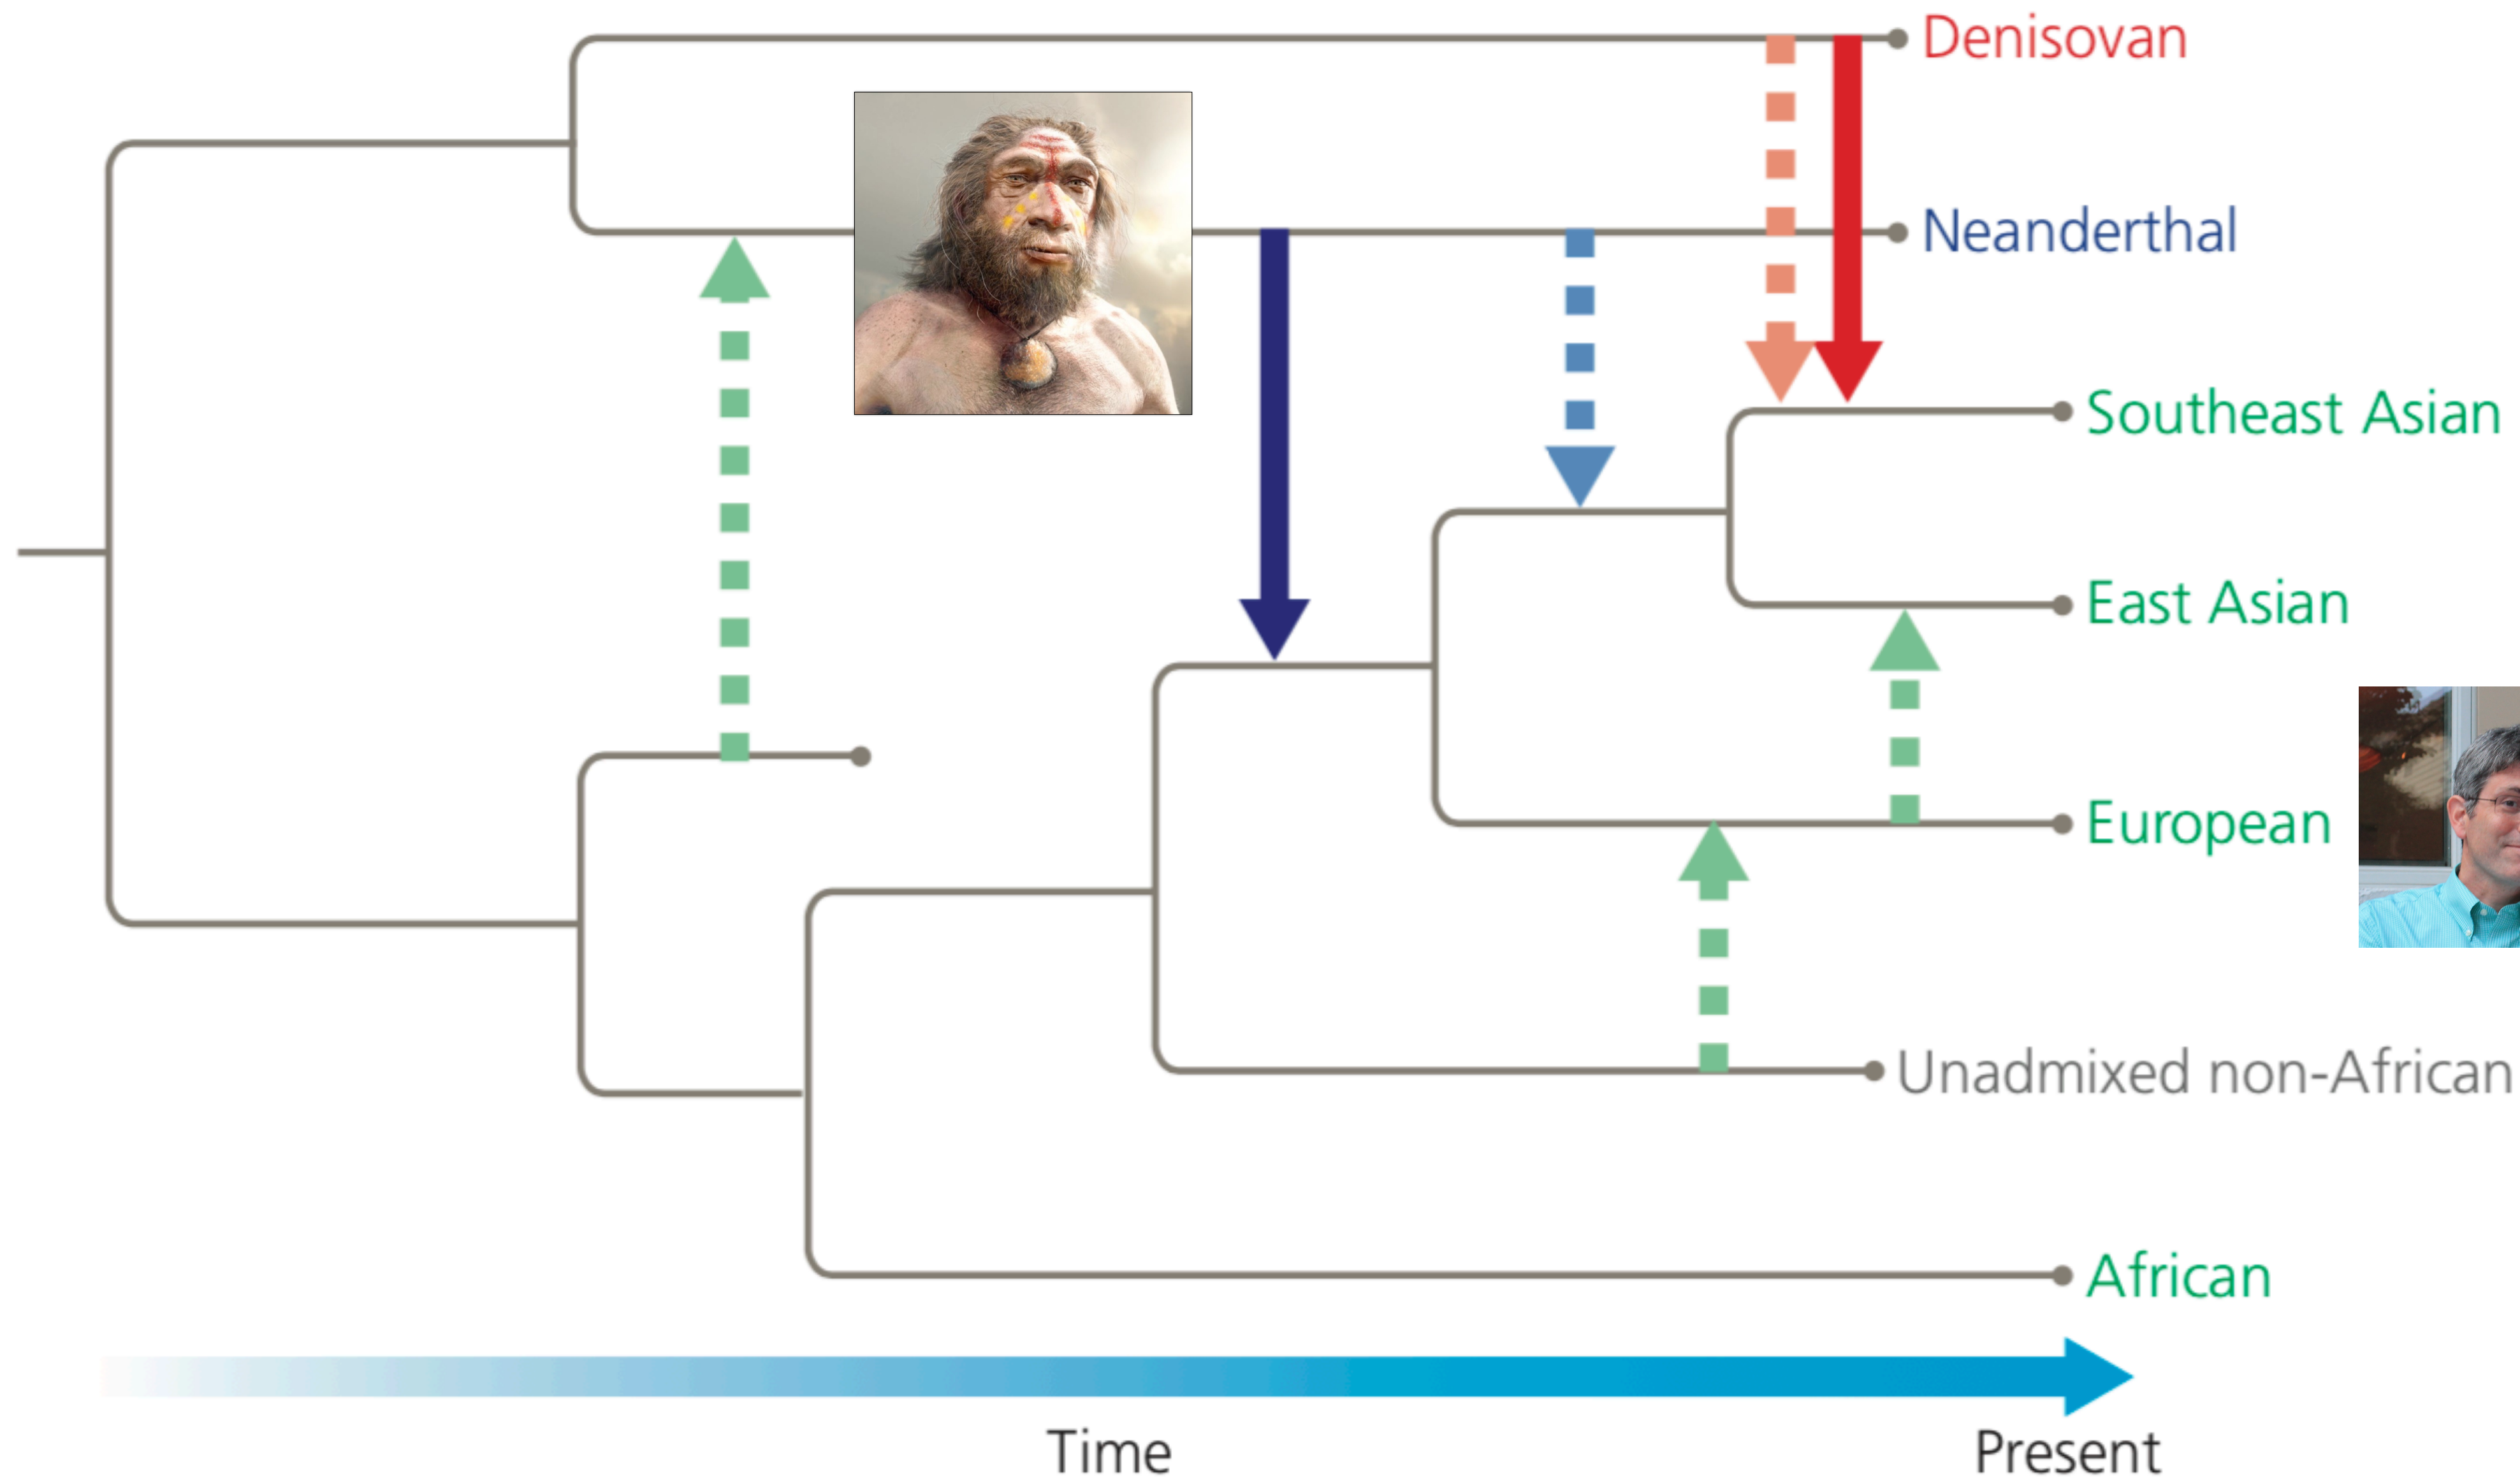 Denisovan
Neanderthal
Southeast Asian
East Asian
European
Unadmixed non-African
African
Time
Present